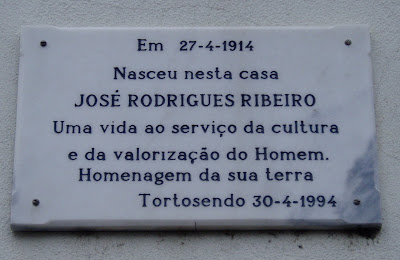 Em 27-4-1914
Nasceu nesta casa
JOSÉ RODRIGUES RIBEIRO
Uma vida ao serviço da cultura
e da valorização do Homem.
Homenagem da sua terra
Tortosendo 30-4-1994